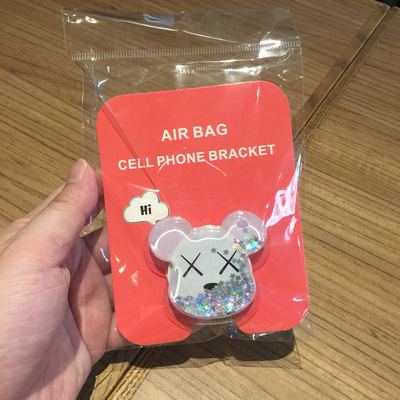 AIR BAG
CELL PHONE BRACKET
Hi